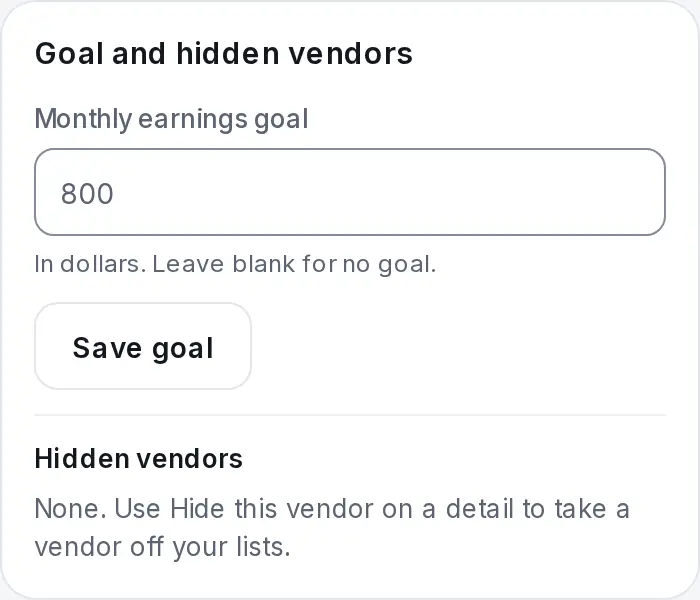 Goal and hidden vendors
Monthly earnings goal
800
In dollars. Leave blank for no goal.
Save goal
Hidden vendors
None. Use Hide this vendor on a detail to take a
vendor off your lists.